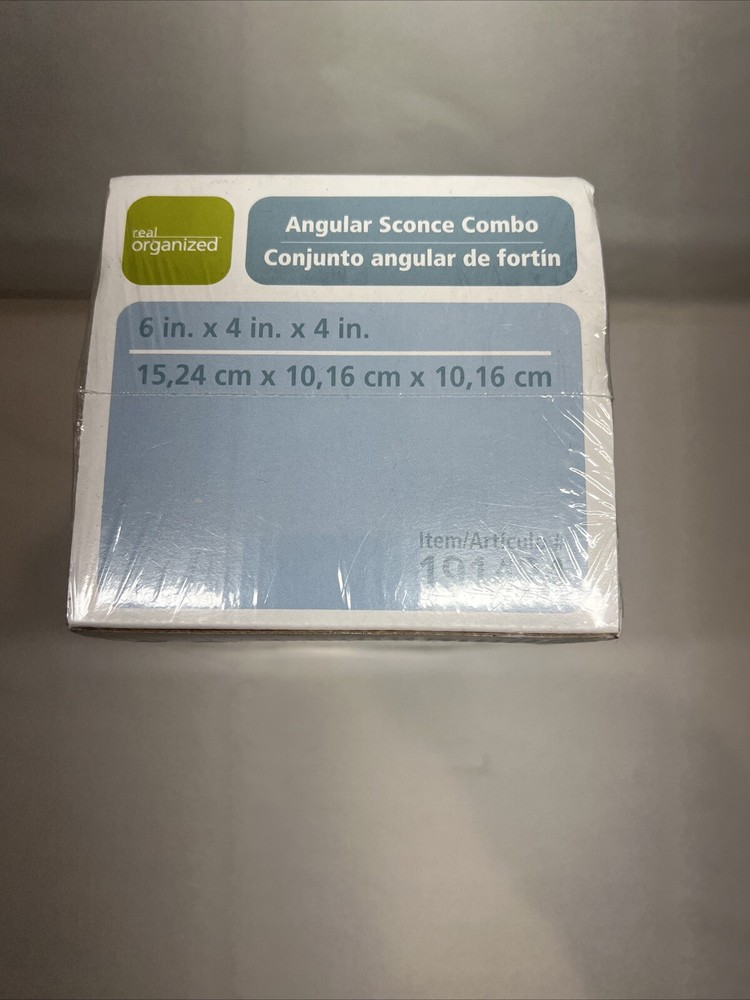 real
organized
Angular Sconce Combo
Conjunto angular de fortín
6 in. x 4 in. x 4 in.
15,24 cm x 10,16 cm x 10,16 cm
Item/Artículo #